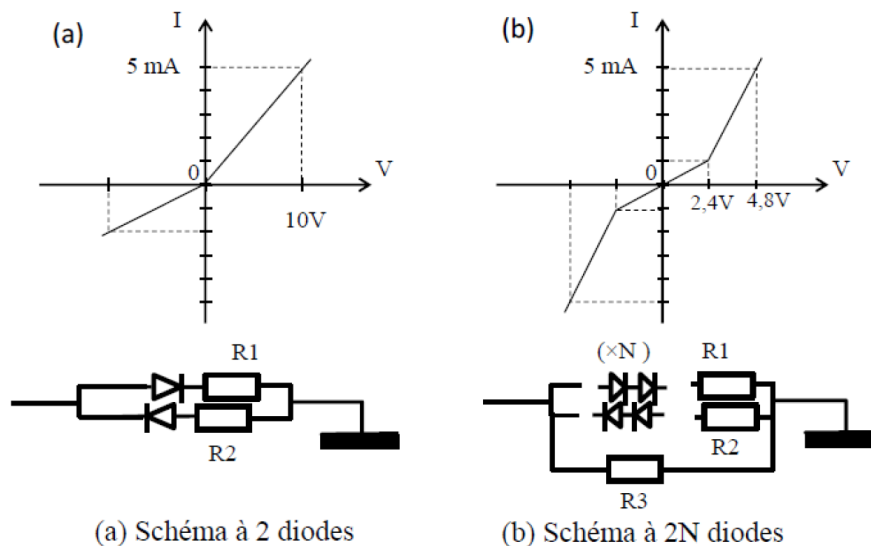 (a)
I
5 mA
0
V
10V
(b)
I
5 mA
0
V
2,4V
4,8V
R1
R2
(×N )
R1
R2
R3
(a) Schéma à 2 diodes
(b) Schéma à 2N diodes